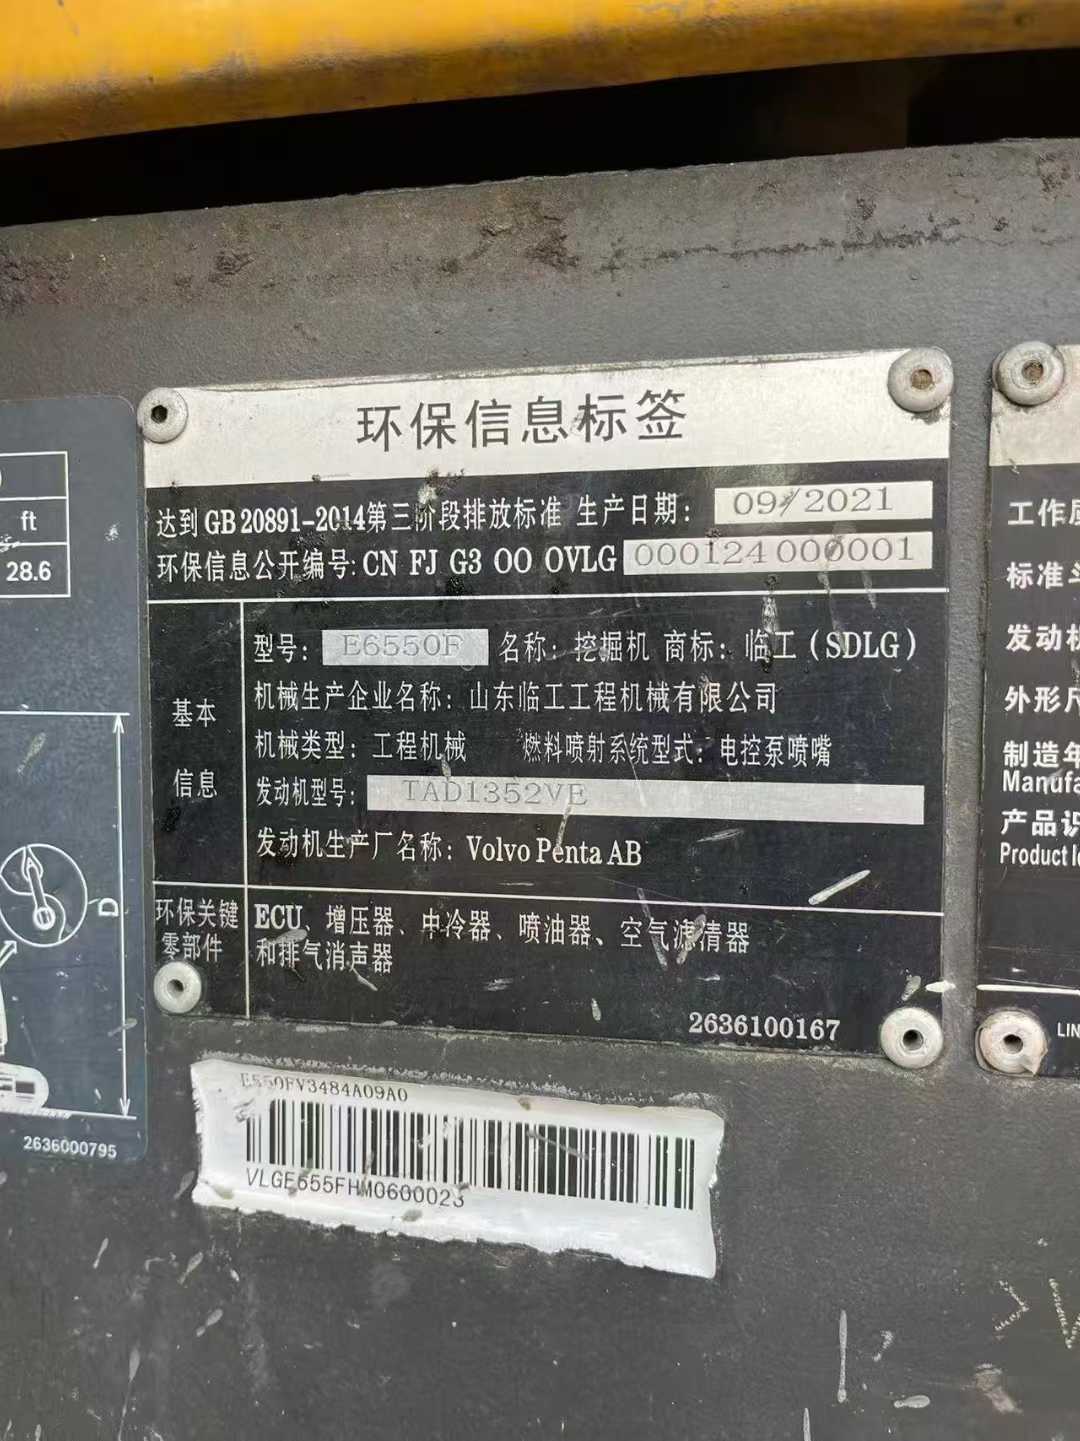 环保信息标签
达到GB 20891-2014第三阶段排放标准 生产日期: 09/2021
环保信息公开编号: CN FJ G3 OO OVLG 000124 000001
基本
信息
型号: E6550F 名称: 挖掘机 商标: 临工(SDLG)
机械生产企业名称: 山东临工工程机械有限公司
机械类型: 工程机械 燃料喷射系统型式: 电控泵喷嘴
发动机型号: TAD1352VE
发动机生产厂名称: Volvo Penta AB
环保关键
零部件
ECU、增压器、中冷器、喷油器、空气滤清器
和排气消声器
2636100167
E550FV3484A09A0
VLGE655FHM0600023
ft
28.6
D
2636000795
工作
标准斗
发动机
外形尺
制造年
Manufa
产品识
Product Id
LIN